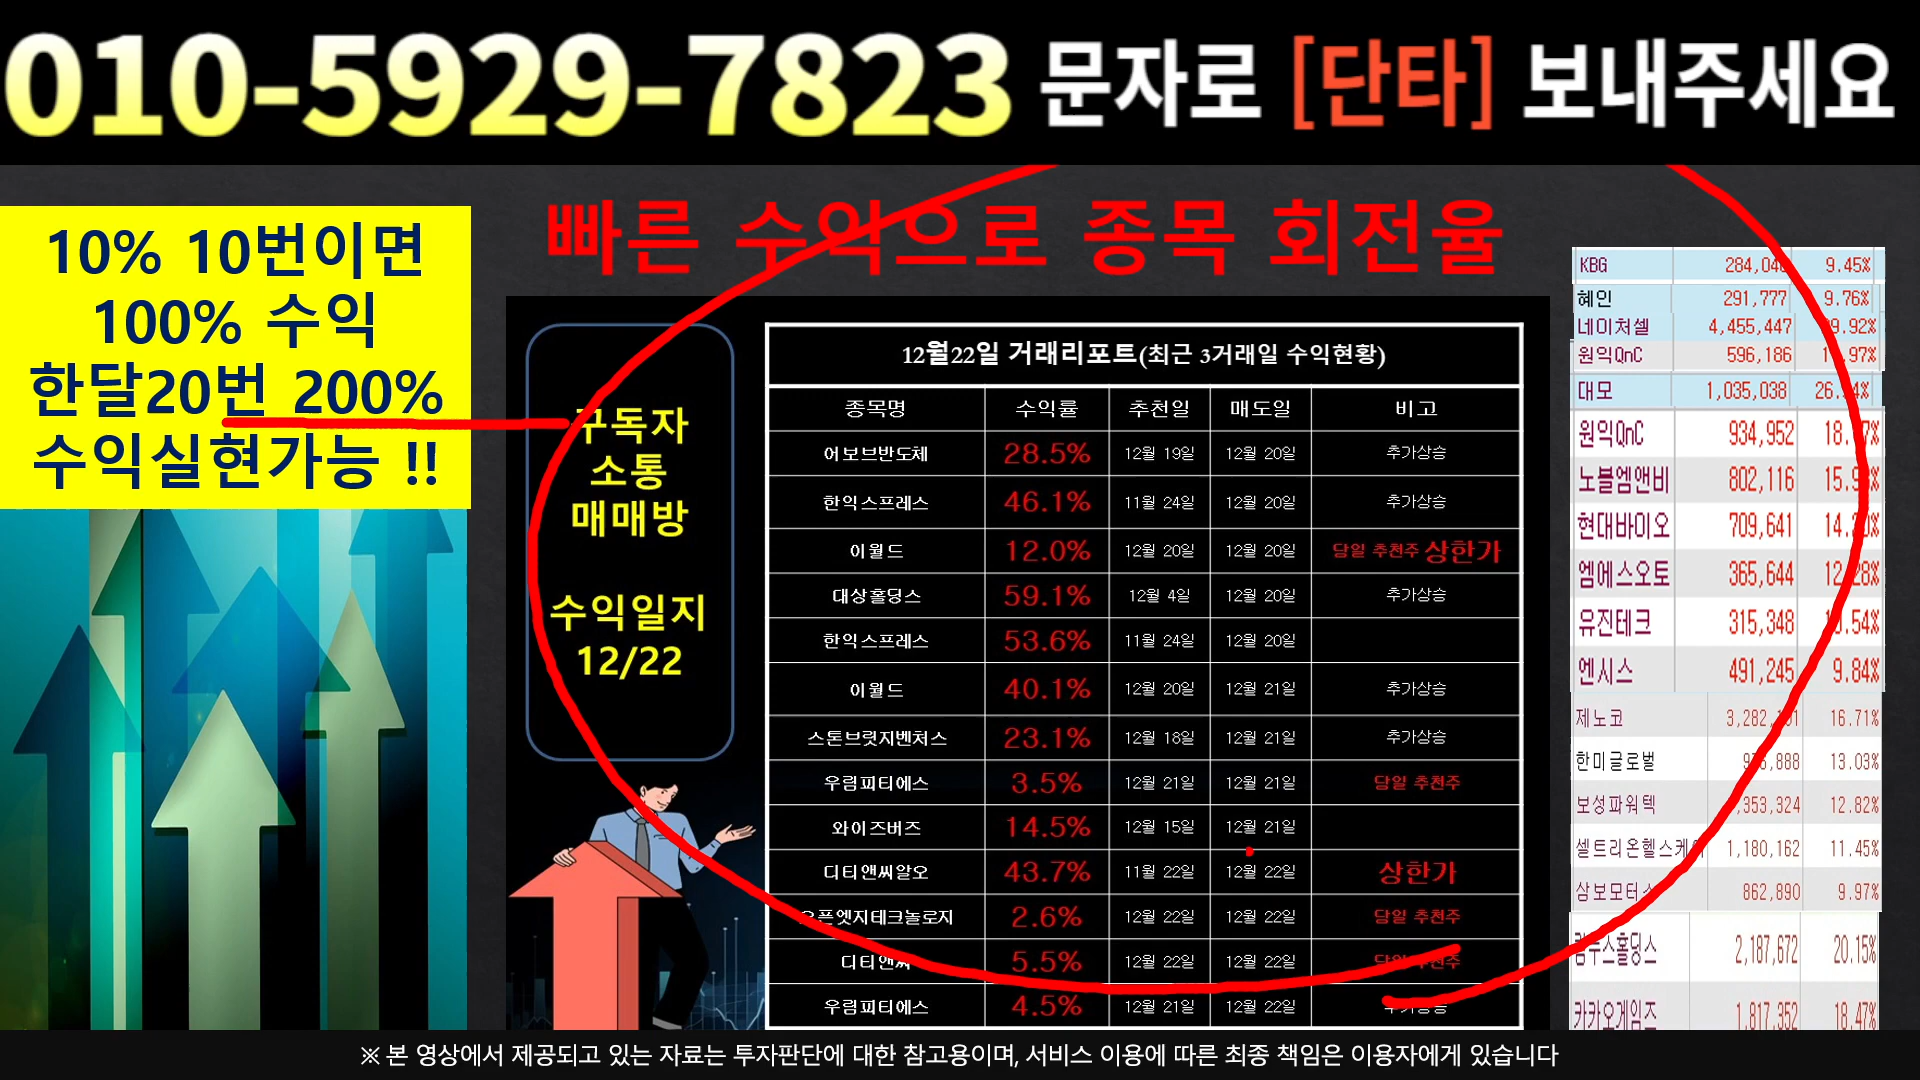 010-5929-7823 문자로 [단타] 보내주세요
빠른 수익으로 종목 회전율
10% 10번이면
100% 수익
한달20번 200%
수익실현가능 !!
구독자
소통
매매방
수익일지
12/22
12월22일 거래리포트(최근 3거래일 수익현황)
종목명 수익률 추천일 매도일 비고
어보브반도체 28.5% 12월 19일 12월 20일 추가상승
한익스프레스 46.1% 11월 24일 12월 20일 추가상승
이월드 12.0% 12월 20일 12월 20일 당일 추천주 상한가
대상홀딩스 59.1% 12월 4일 12월 20일 추가상승
한익스프레스 53.6% 11월 24일 12월 20일
이월드 40.1% 12월 20일 12월 21일 추가상승
스톤브릿지벤처스 23.1% 12월 18일 12월 21일 추가상승
우림피티에스 3.5% 12월 21일 12월 21일 당일 추천주
와이즈버즈 14.5% 12월 15일 12월 21일
디티앤씨알오 43.7% 11월 22일 12월 22일 상한가
오픈엣지테크놀로지 2.6% 12월 22일 12월 22일 당일 추천주
디티앤씨 5.5% 12월 22일 12월 22일 당일 추천주
우림피티에스 4.5% 12월 21일 12월 22일
KBG 9.45%
혜인 291,777 9.76%
네이처셀 4,455,447
원익QnC 596,186
대모 1,035,038
원익QnC 934,952
노블엠앤비 802,116
현대바이오 709,641
엠에스오토 365,644
유진테크 315,348
엔시스 491,245 9.84%
제노코 16.71%
한미글로벌 13.03%
보성파워텍 12.82%
셀트리온헬스케어 1,180,162 11.45%
삼보모터스 862,890 9.97%
2,187,672 20.15%
카카오게임즈 1,817,352 18.47%
※ 본 영상에서 제공되고 있는 자료는 투자판단에 대한 참고용이며, 서비스 이용에 따른 최종 책임은 이용자에게 있습니다